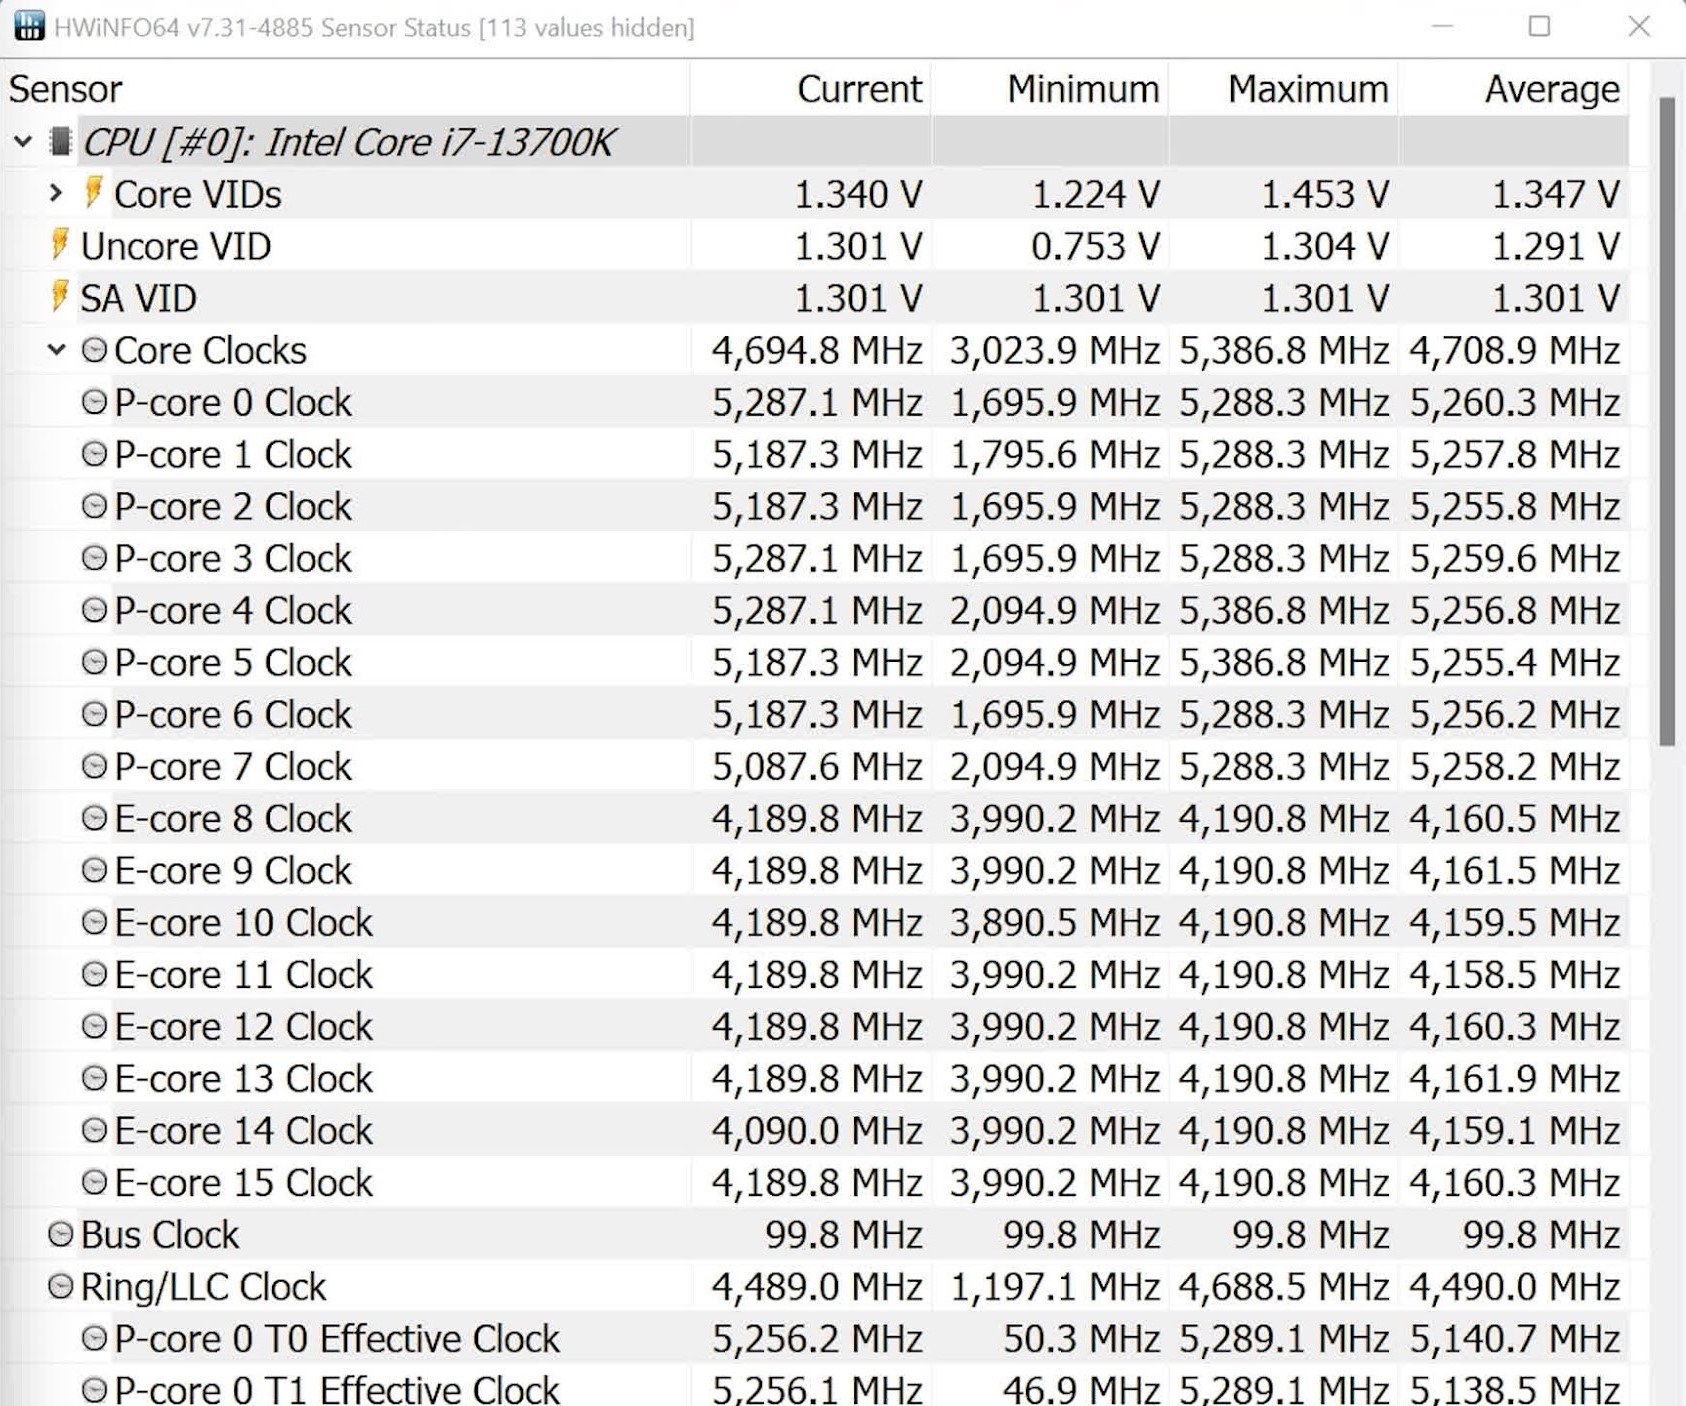 HWiNFO64 v7.31-4885 Sensor Status [113 values hidden]
Sensor Current Minimum Maximum Average
CPU [#0]: Intel Core i7-13700K
Core VIDs 1.340 V 1.224 V 1.453 V 1.347 V
Uncore VID 1.301 V 0.753 V 1.304 V 1.291 V
SA VID 1.301 V 1.301 V 1.301 V 1.301 V
Core Clocks 4,694.8 MHz 3,023.9 MHz 5,386.8 MHz 4,708.9 MHz
P-core 0 Clock 5,287.1 MHz 1,695.9 MHz 5,288.3 MHz 5,260.3 MHz
P-core 1 Clock 5,187.3 MHz 1,795.6 MHz 5,288.3 MHz 5,257.8 MHz
P-core 2 Clock 5,187.3 MHz 1,695.9 MHz 5,288.3 MHz 5,255.8 MHz
P-core 3 Clock 5,287.1 MHz 1,695.9 MHz 5,288.3 MHz 5,259.6 MHz
P-core 4 Clock 5,287.1 MHz 2,094.9 MHz 5,386.8 MHz 5,256.8 MHz
P-core 5 Clock 5,187.3 MHz 2,094.9 MHz 5,386.8 MHz 5,255.4 MHz
P-core 6 Clock 5,187.3 MHz 1,695.9 MHz 5,288.3 MHz 5,256.2 MHz
P-core 7 Clock 5,087.6 MHz 2,094.9 MHz 5,288.3 MHz 5,258.2 MHz
E-core 8 Clock 4,189.8 MHz 3,990.2 MHz 4,190.8 MHz 4,160.5 MHz
E-core 9 Clock 4,189.8 MHz 3,990.2 MHz 4,190.8 MHz 4,161.5 MHz
E-core 10 Clock 4,189.8 MHz 3,890.5 MHz 4,190.8 MHz 4,159.5 MHz
E-core 11 Clock 4,189.8 MHz 3,990.2 MHz 4,190.8 MHz 4,158.5 MHz
E-core 12 Clock 4,189.8 MHz 3,990.2 MHz 4,190.8 MHz 4,160.3 MHz
E-core 13 Clock 4,189.8 MHz 3,990.2 MHz 4,190.8 MHz 4,161.9 MHz
E-core 14 Clock 4,090.0 MHz 3,990.2 MHz 4,190.8 MHz 4,159.1 MHz
E-core 15 Clock 4,189.8 MHz 3,990.2 MHz 4,190.8 MHz 4,160.3 MHz
Bus Clock 99.8 MHz 99.8 MHz 99.8 MHz 99.8 MHz
Ring/LLC Clock 4,489.0 MHz 1,197.1 MHz 4,688.5 MHz 4,490.0 MHz
P-core 0 T0 Effective Clock 5,256.2 MHz 50.3 MHz 5,289.1 MHz 5,140.7 MHz
P-core 0 T1 Effective Clock 5,256.1 MHz 46.9 MHz 5,289.1 MHz 5,138.5 MHz